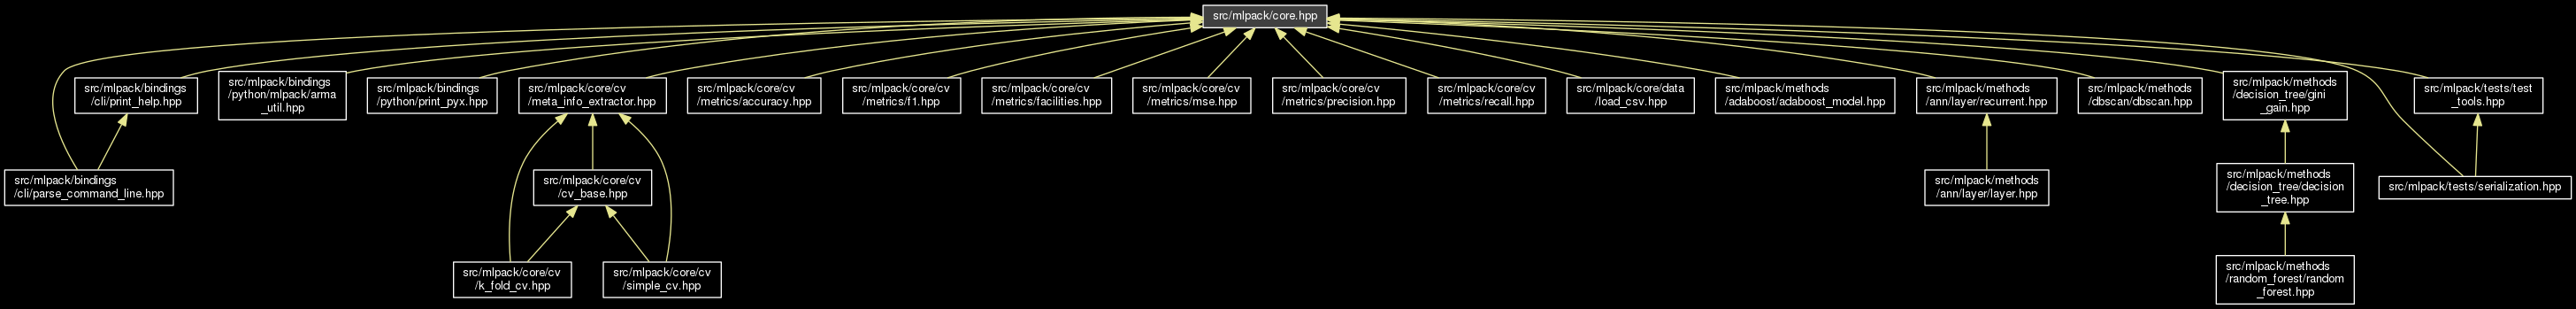 src/mlpack/core.hpp
src/mlpack/bindings
/cli/print_help.hpp
src/mlpack/bindings
/python/mlpack/arma
_util.hpp
src/mlpack/bindings
/python/print_pyx.hpp
src/mlpack/core/cv
/meta_info_extractor.hpp
src/mlpack/core/cv
/metrics/accuracy.hpp
src/mlpack/core/cv
/metrics/f1.hpp
src/mlpack/core/cv
/metrics/facilities.hpp
src/mlpack/core/cv
/metrics/mse.hpp
src/mlpack/core/cv
/metrics/precision.hpp
src/mlpack/core/cv
/metrics/recall.hpp
src/mlpack/core/data
/load_csv.hpp
src/mlpack/methods
/adaboost/adaboost_model.hpp
src/mlpack/methods
/ann/layer/recurrent.hpp
src/mlpack/methods
/dbscan/dbscan.hpp
src/mlpack/methods
/decision_tree/gini
_gain.hpp
src/mlpack/tests/test
_tools.hpp
src/mlpack/bindings
/cli/parse_command_line.hpp
src/mlpack/core/cv
/cv_base.hpp
src/mlpack/methods
/ann/layer/layer.hpp
src/mlpack/methods
/decision_tree/decision
_tree.hpp
src/mlpack/tests/serialization.hpp
src/mlpack/core/cv
/k_fold_cv.hpp
src/mlpack/core/cv
/simple_cv.hpp
src/mlpack/methods
/random_forest/random
_forest.hpp